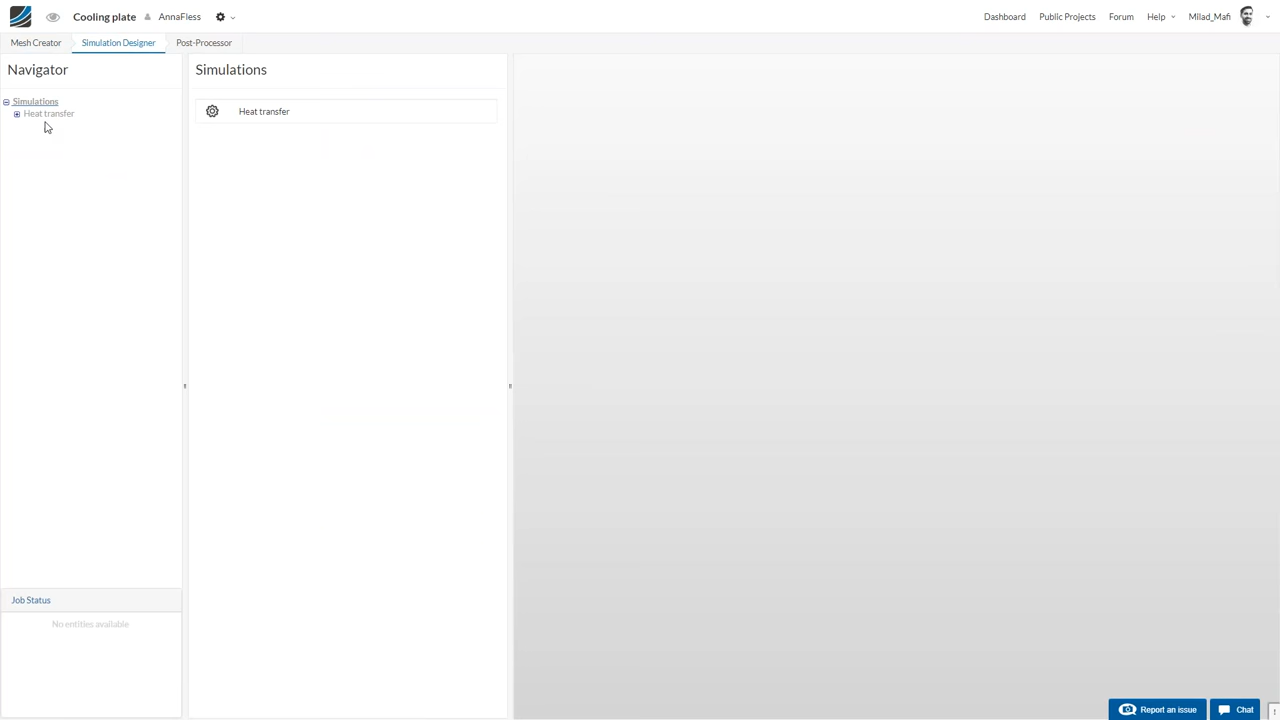 Cooling plate AnnaFless
Dashboard Public Projects Forum Help Milad_Mafi
Mesh Creator Simulation Designer Post-Processor
Navigator
Simulations
Heat transfer
Simulations
Heat transfer
Job Status
No entities available
Report an issue
Chat